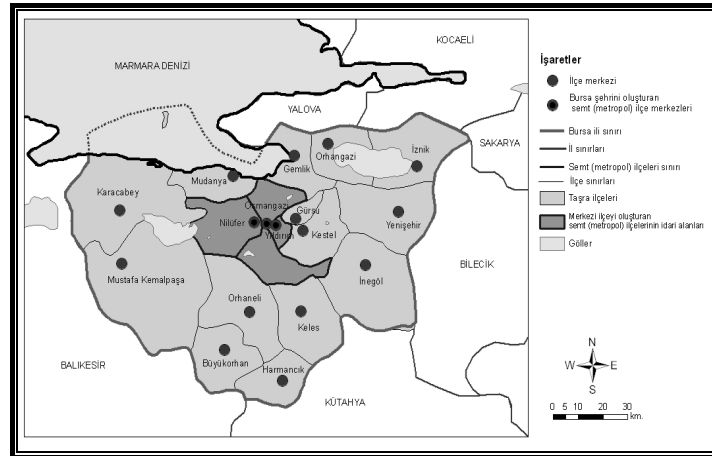 KOCAELİ
MARMARA DENİZİ
YALOVA
SAKARYA
İznik
Orhangazi
Gemlik
Mudanya
Karacabey
Osmangazi
Gürsu
Nilüfer
Yıldırım
Kestel
Yenişehir
BİLECİK
Mustafa Kemalpaşa
İnegöl
Orhaneli
Keles
BALIKESİR
Büyükorhan
Harmancık
KÜTAHYA
İşaretler
İlçe merkezi
Bursa şehrini oluşturan
semt (metropol) ilçe merkezleri
Bursa ili sınırı
İl sınırları
Semt (metropol) ilçeleri sınırı
İlçe sınırları
Taşra ilçeleri
Merkezi ilçeyi oluşturan
semt (metropol) ilçelerinin idari alanları
Göller
N
W E
S
0 5 10 20 30
km.